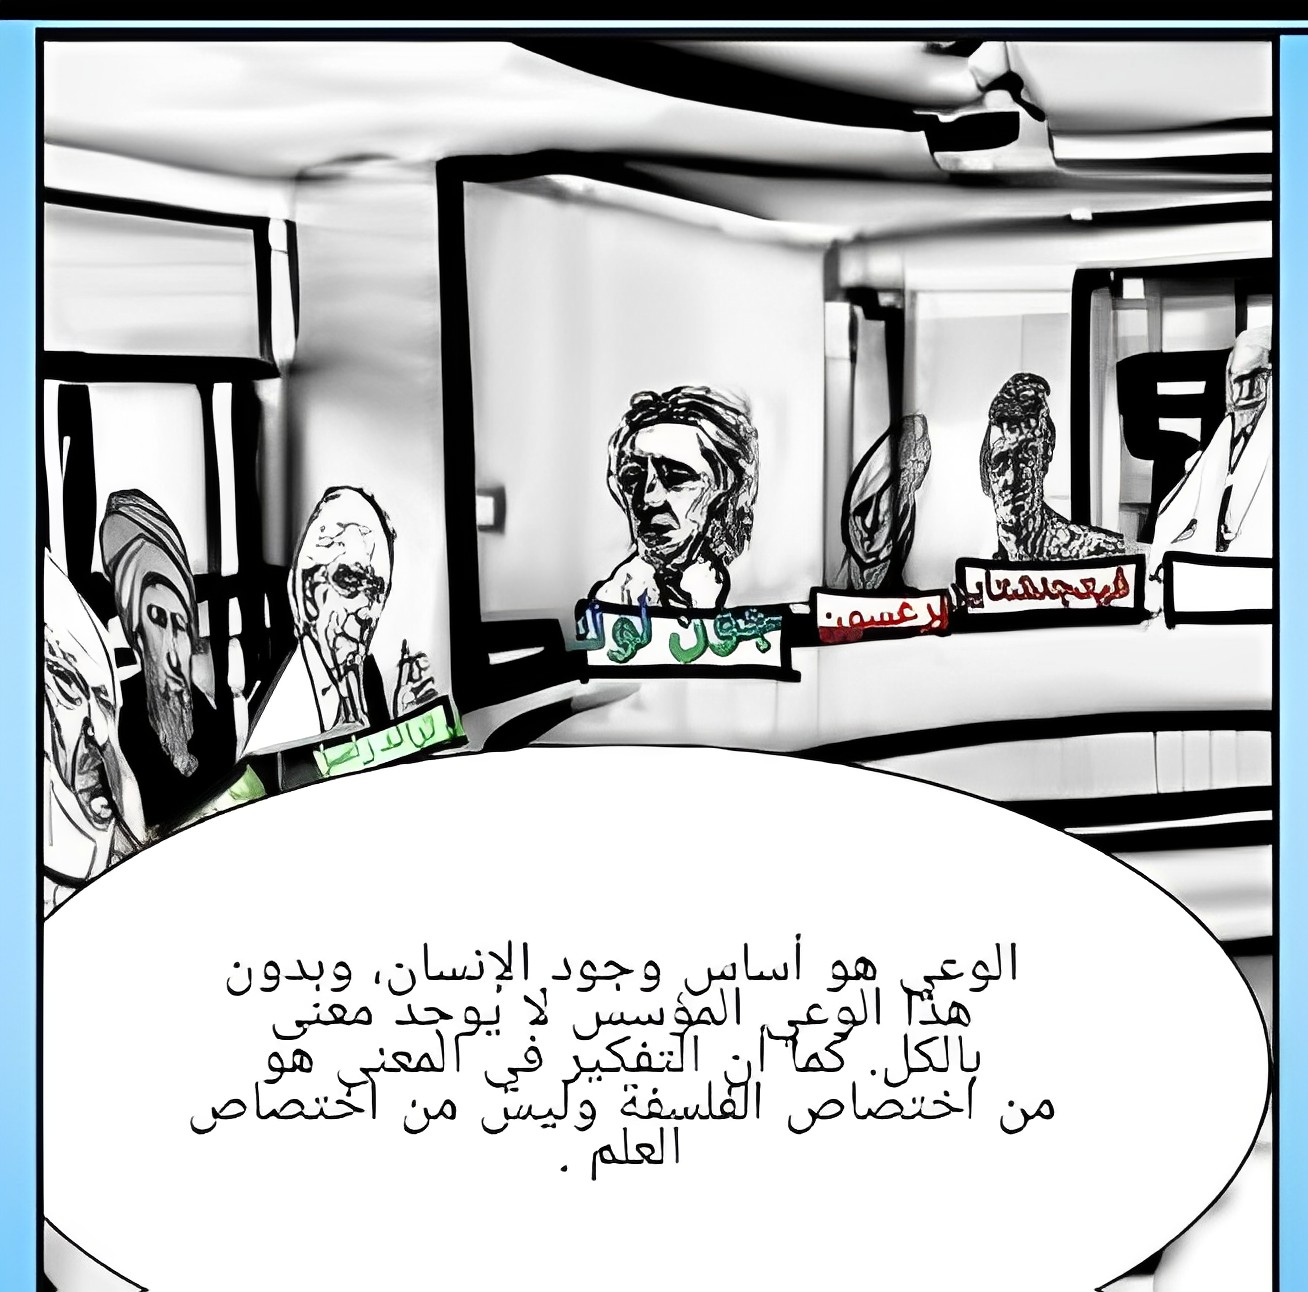 جون لوك
الوعي هو أساس وجود الإنسان، وبدون
هذا الوعي المؤسس لا يوجد معنى
بالكل. كما أن التفكير في المعنى هو
من اختصاص الفلسفة وليس من اختصاص
العلم .